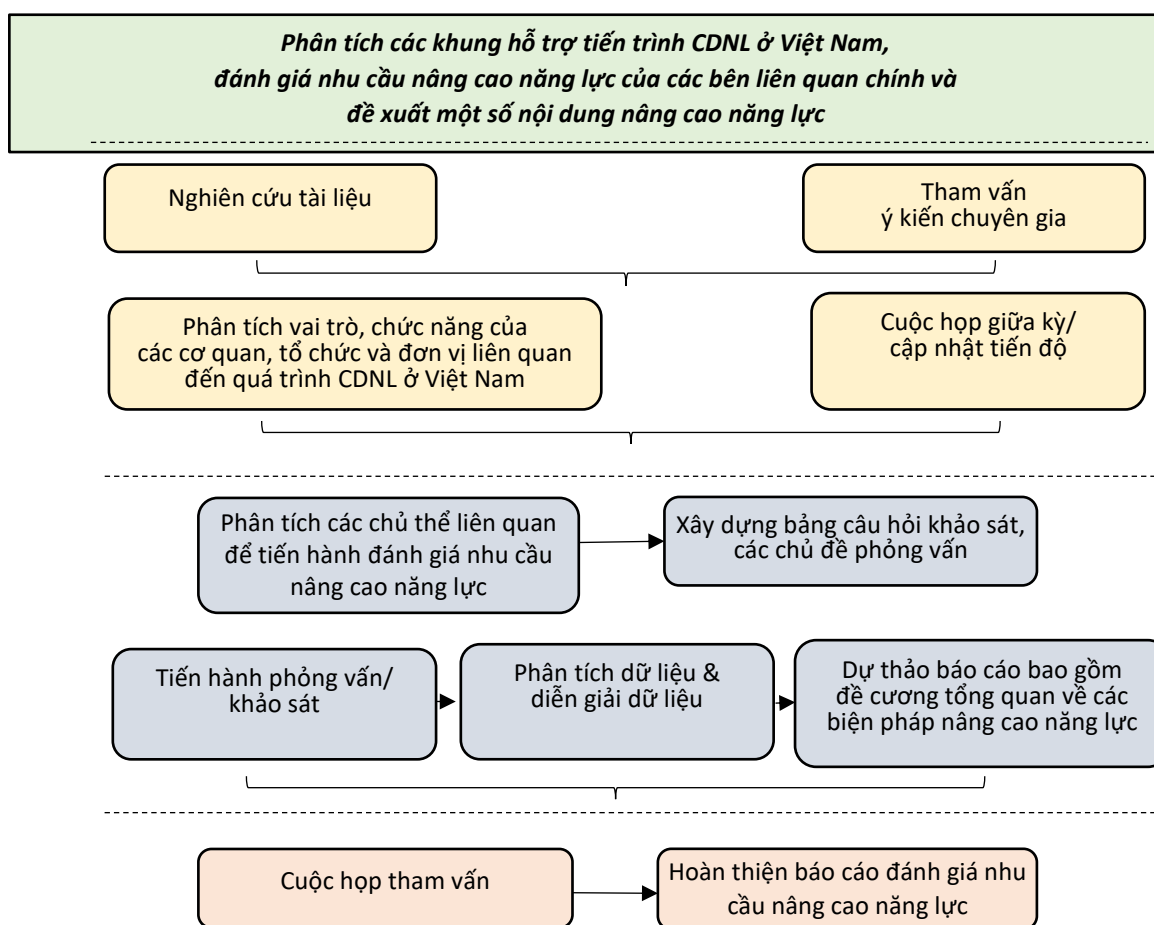 Phân tích các khung hỗ trợ tiến trình CDNL ở Việt Nam,
đánh giá nhu cầu nâng cao năng lực của các bên liên quan chính và
đề xuất một số nội dung nâng cao năng lực
Nghiên cứu tài liệu
Tham vấn
ý kiến chuyên gia
Phân tích vai trò, chức năng của
các cơ quan, tổ chức và đơn vị liên quan
đến quá trình CDNL ở Việt Nam
Cuộc họp giữa kỳ/
cập nhật tiến độ
Phân tích các chủ thể liên quan
để tiến hành đánh giá nhu cầu
nâng cao năng lực
Xây dựng bảng câu hỏi khảo sát,
các chủ đề phỏng vấn
Tiến hành phỏng vấn/
khảo sát
Phân tích dữ liệu &
diễn giải dữ liệu
Dự thảo báo cáo bao gồm
đề cương tổng quan về các
biện pháp nâng cao năng lực
Cuộc họp tham vấn
Hoàn thiện báo cáo đánh giá nhu
cầu nâng cao năng lực